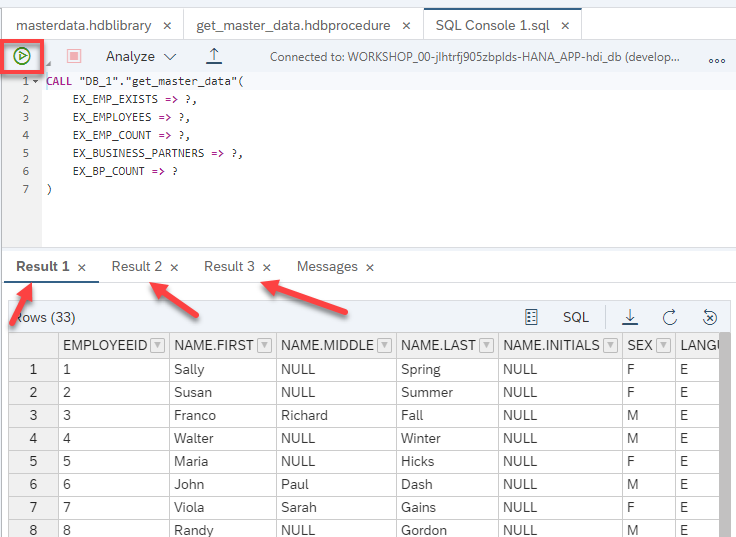 masterdata.hdblibrary × get_master_data.hdbprocedure × SQL Console 1.sql ×
Analyze Connected to: WORKSHOP_00-jlhtrfj905zbplds-HANA_APP-hdi_db (develop... ...
1 CALL "DB_1"."get_master_data"(
2 EX_EMP_EXISTS => ?,
3 EX_EMPLOYEES => ?,
4 EX_EMP_COUNT => ?,
5 EX_BUSINESS_PARTNERS => ?,
6 EX_BP_COUNT => ?
7 )
Result 1 × Result 2 × Result 3 × Messages ×
Rows (33) SQL
EMPLOYEEID NAME.FIRST NAME.MIDDLE NAME.LAST NAME.INITIALS SEX LANGU
1 1 Sally NULL Spring NULL F E
2 2 Susan NULL Summer NULL F E
3 3 Franco Richard Fall NULL M E
4 4 Walter NULL Winter NULL M E
5 5 Maria NULL Hicks NULL F E
6 6 John Paul Dash NULL M E
7 7 Viola Sarah Gains NULL F E
8 8 Randy NULL Gordon NULL M E